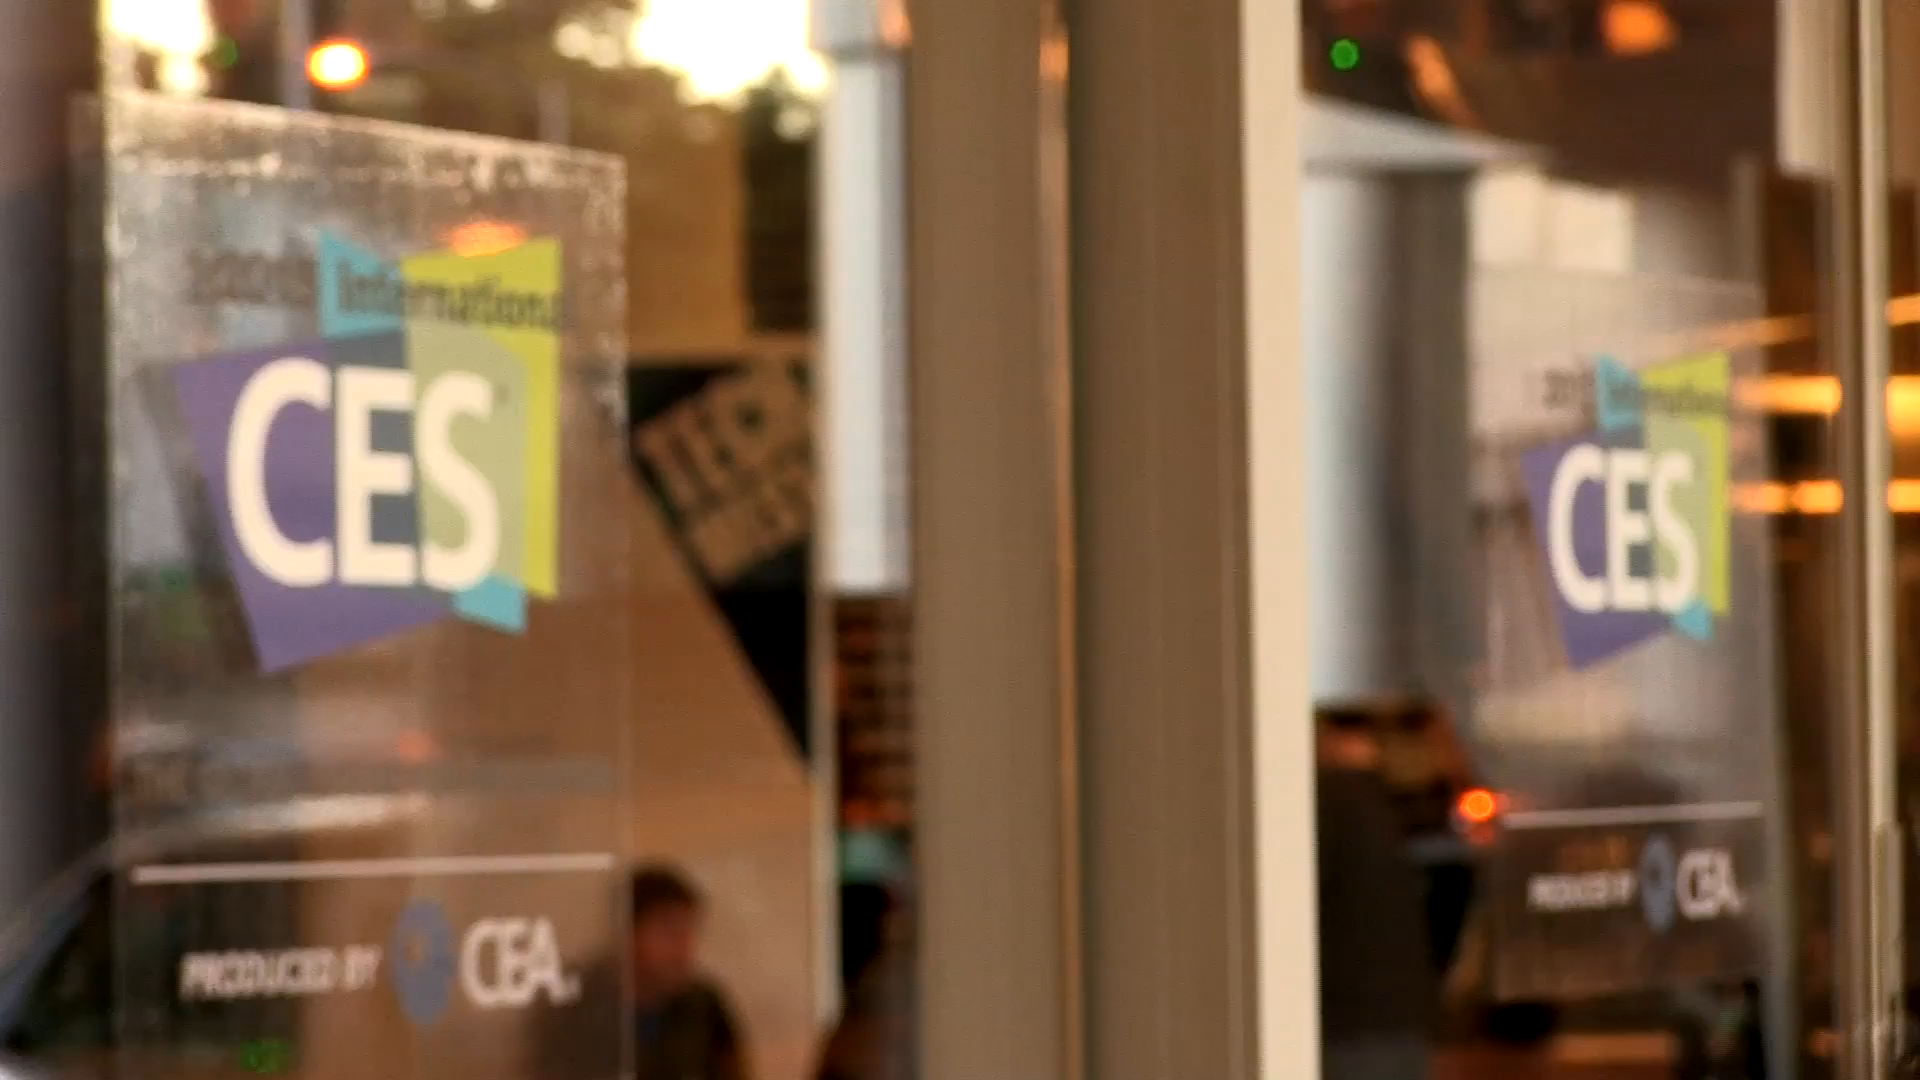 International
CES
PRODUCED BY CEA
International
CES
PRODUCED BY CEA